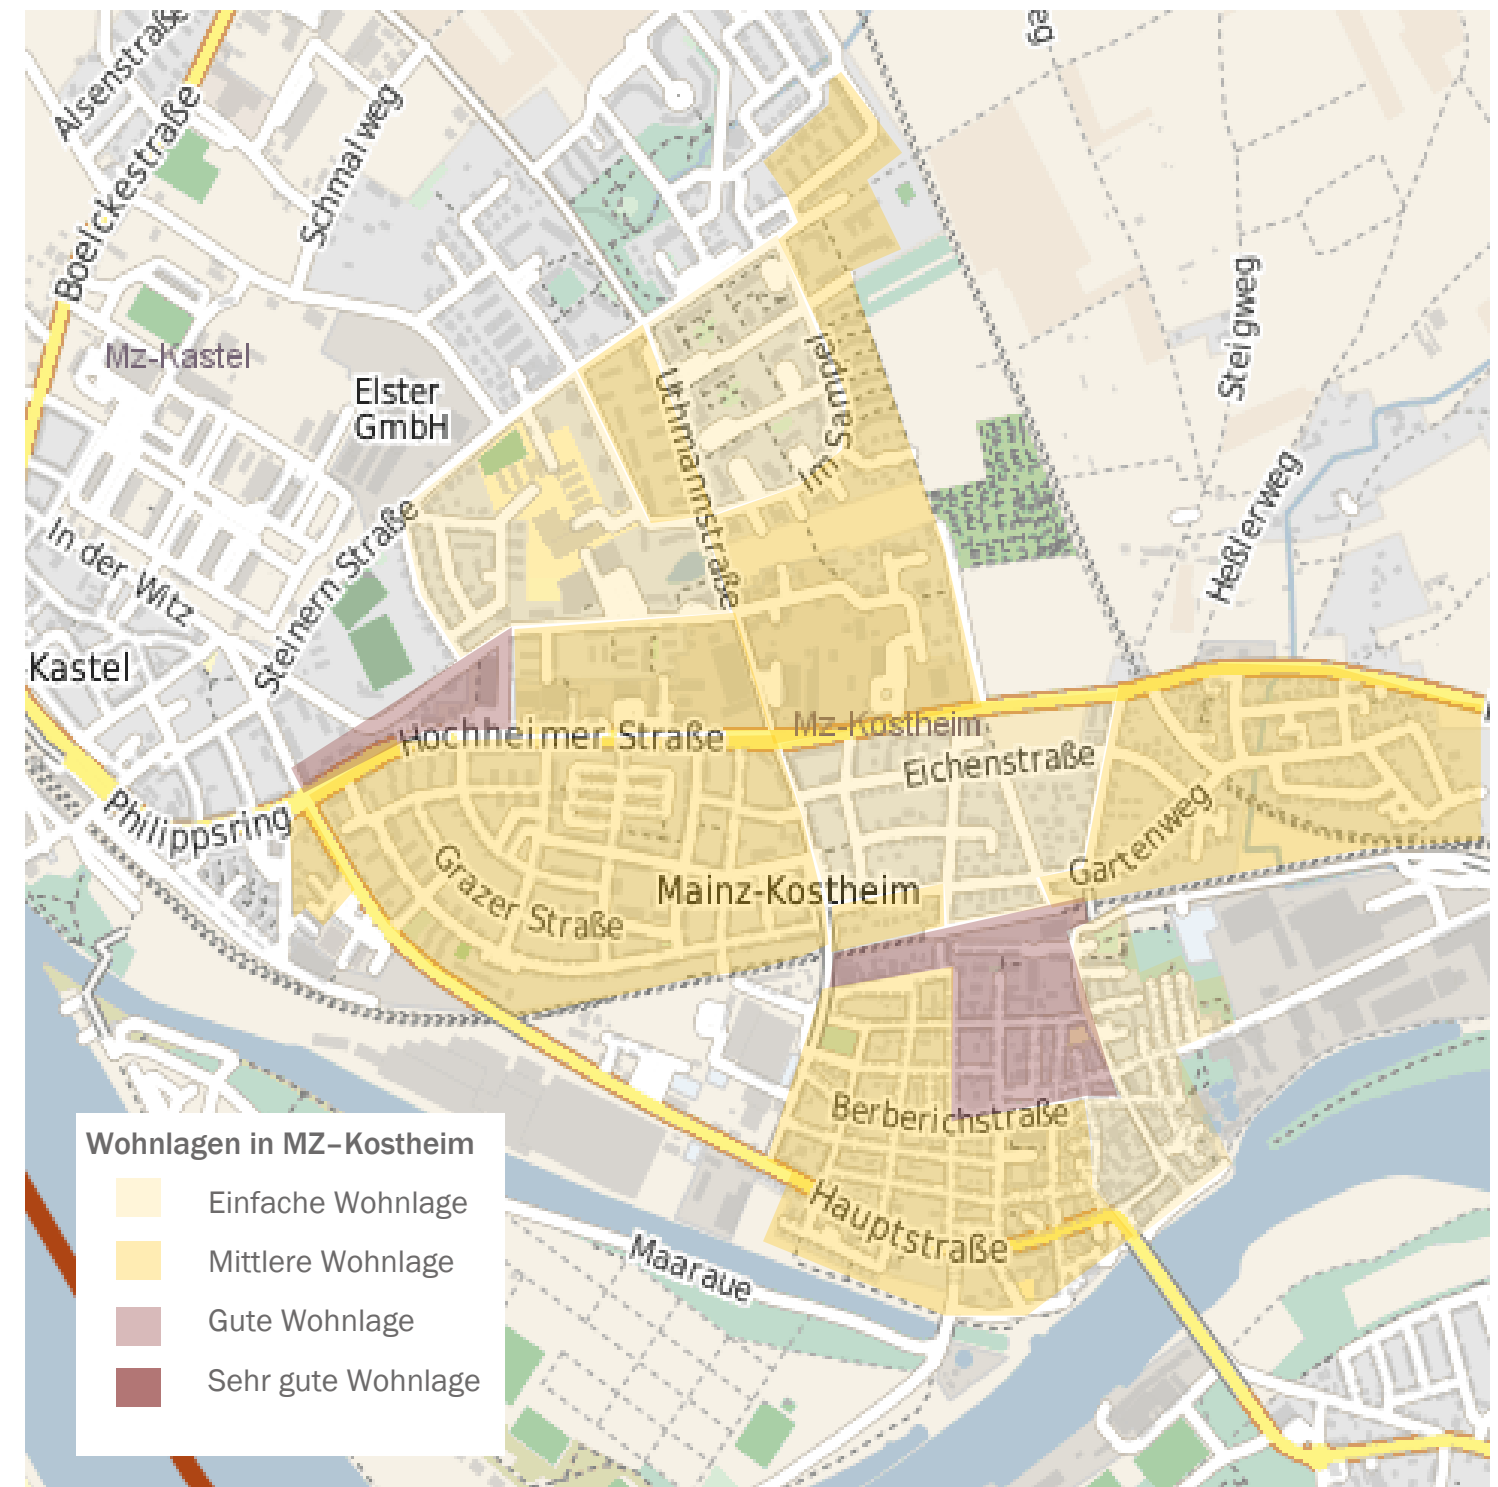 Alsenstraße
eg
Boelckestraße
Schmalweg
Steigweg
Mz-Kastel
Elster
GmbH
Im Sampel
Uthmannstraße
Heßlerweg
In der Witz
Steinern Straße
Kastel
Hochheimer Straße
Mz-Kostheim
Eichenstraße
Philippsring
Gartenweg
Grazer Straße
Mainz-Kostheim
Berberichstraße
Hauptstraße
Maaraue
Wohnlagen in MZ–Kostheim
Einfache Wohnlage
Mittlere Wohnlage
Gute Wohnlage
Sehr gute Wohnlage